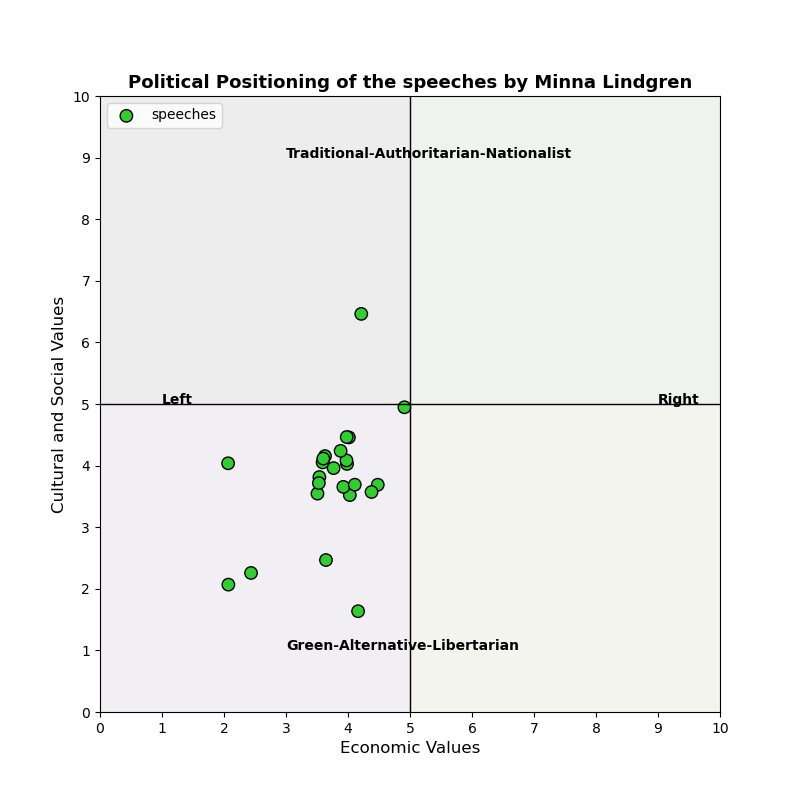 Political Positioning of the speeches by Minna Lindgren
10
speeches
9
Traditional-Authoritarian-Nationalist
8
7
6
5
Left
Right
4
3
2
1
Green-Alternative-Libertarian
0
Cultural and Social Values
0 1 2 3 4 5 6 7 8 9 10
Economic Values